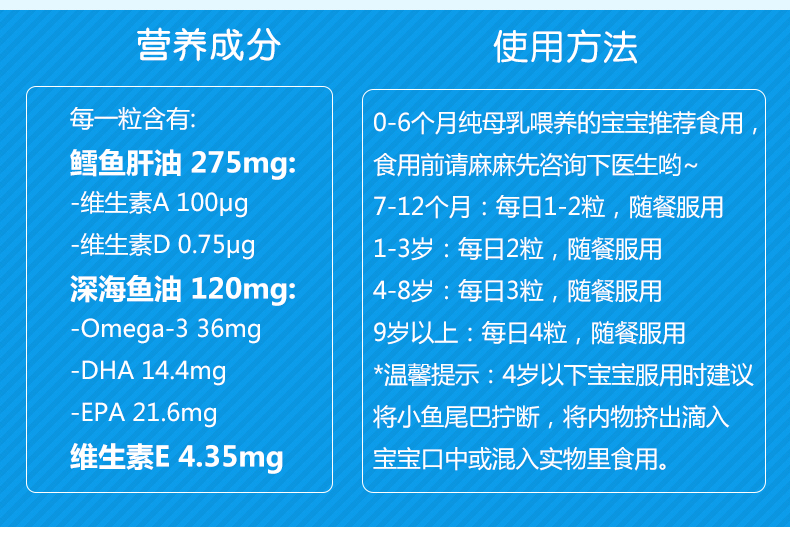 营养成分
每一粒含有:
鳕鱼肝油 275mg:
-维生素A 100μg
-维生素D 0.75μg
深海鱼油 120mg:
-Omega-3 36mg
-DHA 14.4mg
-EPA 21.6mg
维生素E 4.35mg
使用方法
0-6个月纯母乳喂养的宝宝推荐食用，
食用前请麻麻先咨询下医生哟~
7-12个月：每日1-2粒，随餐服用
1-3岁：每日2粒，随餐服用
4-8岁：每日3粒，随餐服用
9岁以上：每日4粒，随餐服用
*温馨提示：4岁以下宝宝服用时建议
将小鱼尾巴拧断，将内物挤出滴入
宝宝口中或混入实物里食用。